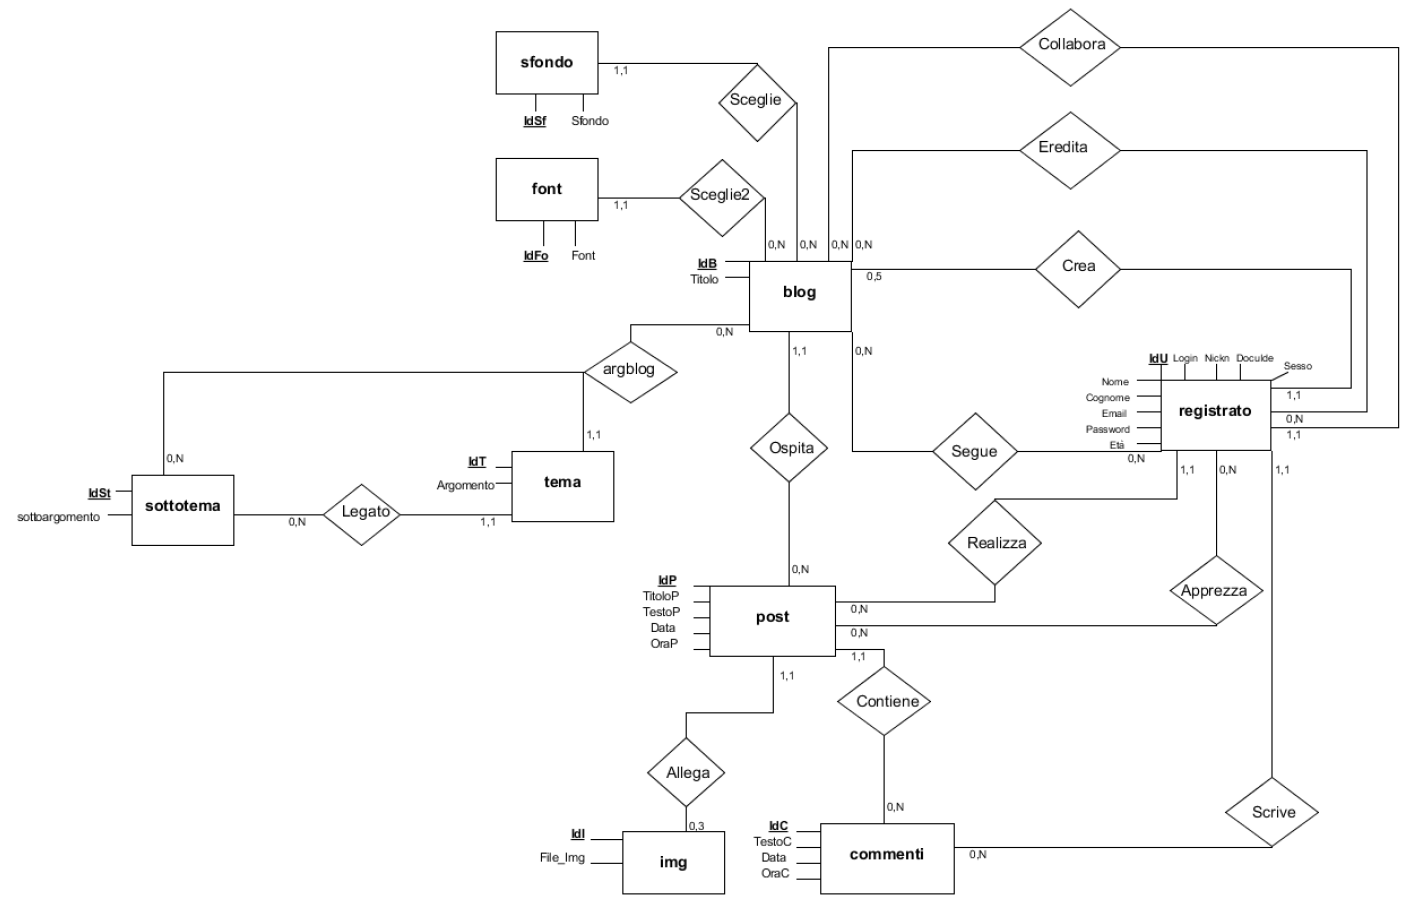 Collabora
sfondo
1,1
Sceglie
IdSf
Sfondo
Eredita
font
Sceglie2
1,1
IdFo
Font
0,N
0,N
0,N
0,N
IdB
Titolo
blog
0,5
Crea
0,N
1,1
0,N
argblog
IdU
Login
Nickn
DocuIde
Sesso
Nome
Cognome
Email
Password
Età
registrato
1,1
0,N
1,1
0,N
1,1
Ospita
Segue
0,N
1,1
0,N
1,1
IdSt
sottoargomento
sottotema
0,N
Legato
1,1
IdT
Argomento
tema
Realizza
0,N
IdP
TitoloP
TestoP
Data
OraP
post
0,N
0,N
1,1
Apprezza
1,1
Contiene
Allega
0,3
0,N
Scrive
IdI
File_Img
img
IdC
TestoC
Data
OraC
commenti
0,N